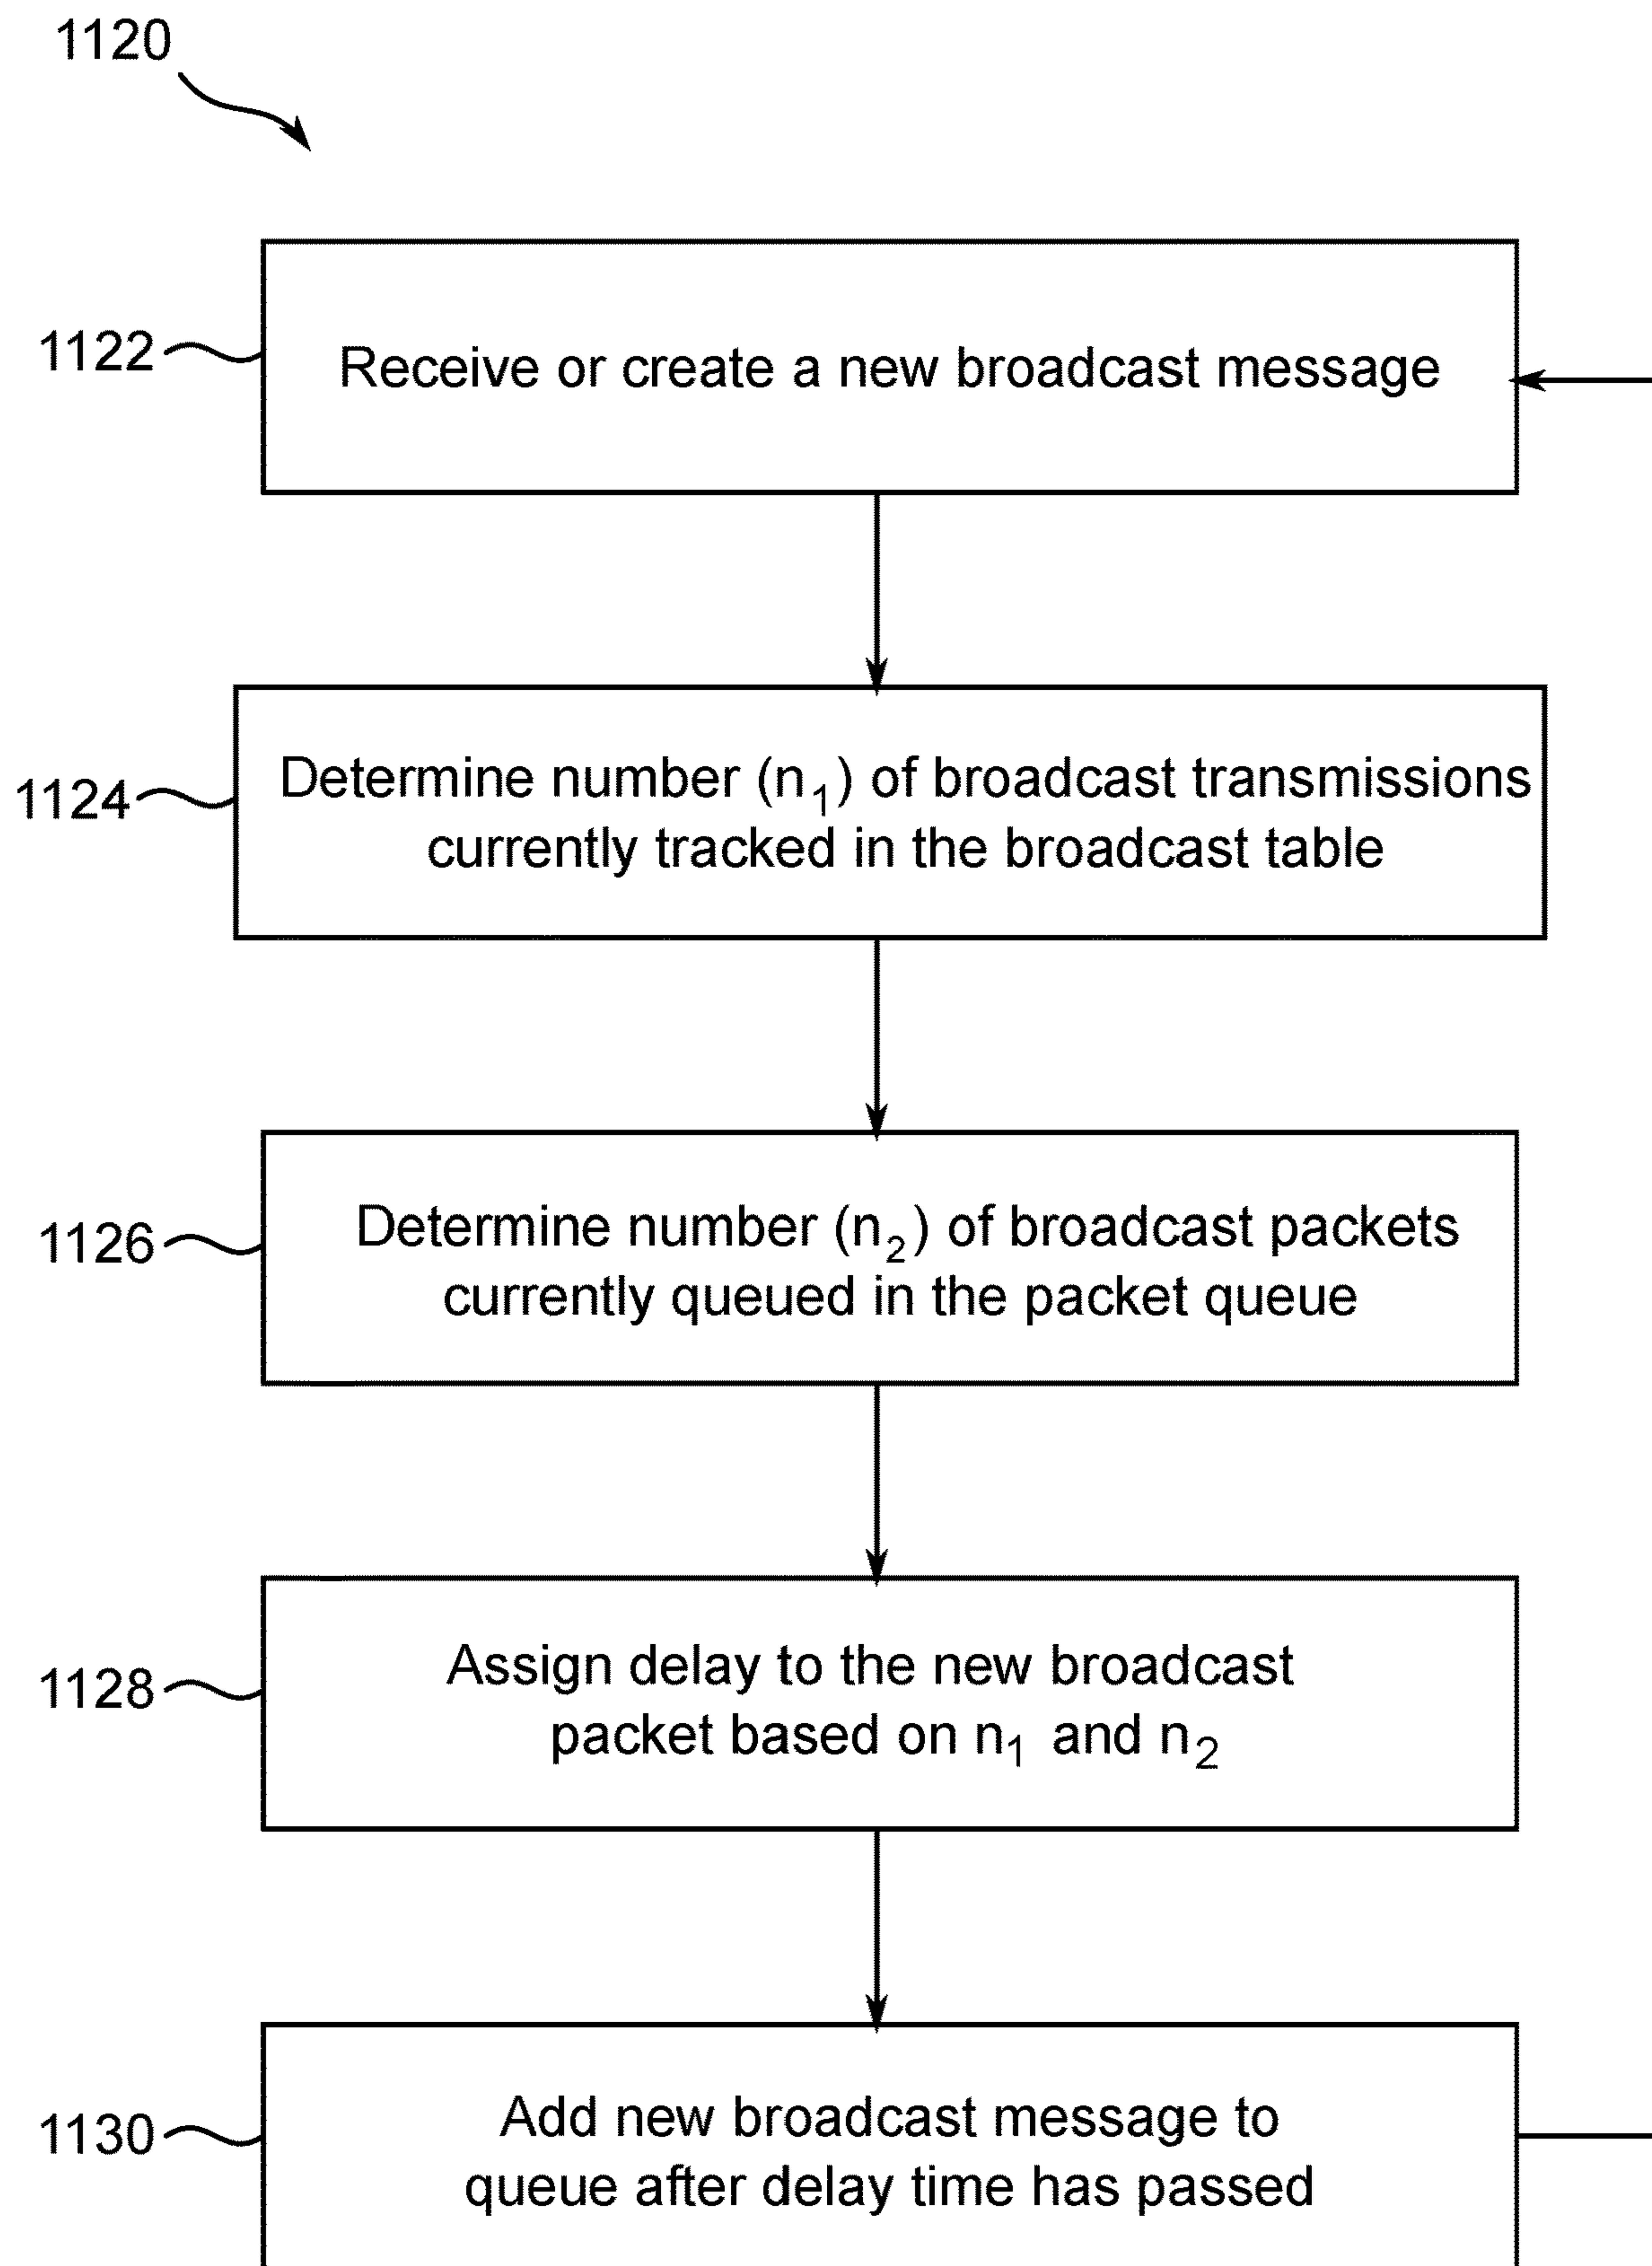 1120
1122
Receive or create a new broadcast message
1124
Determine number (n₁) of broadcast transmissions
currently tracked in the broadcast table
1126
Determine number (n₂) of broadcast packets
currently queued in the packet queue
1128
Assign delay to the new broadcast
packet based on n₁ and n₂
1130
Add new broadcast message to
queue after delay time has passed